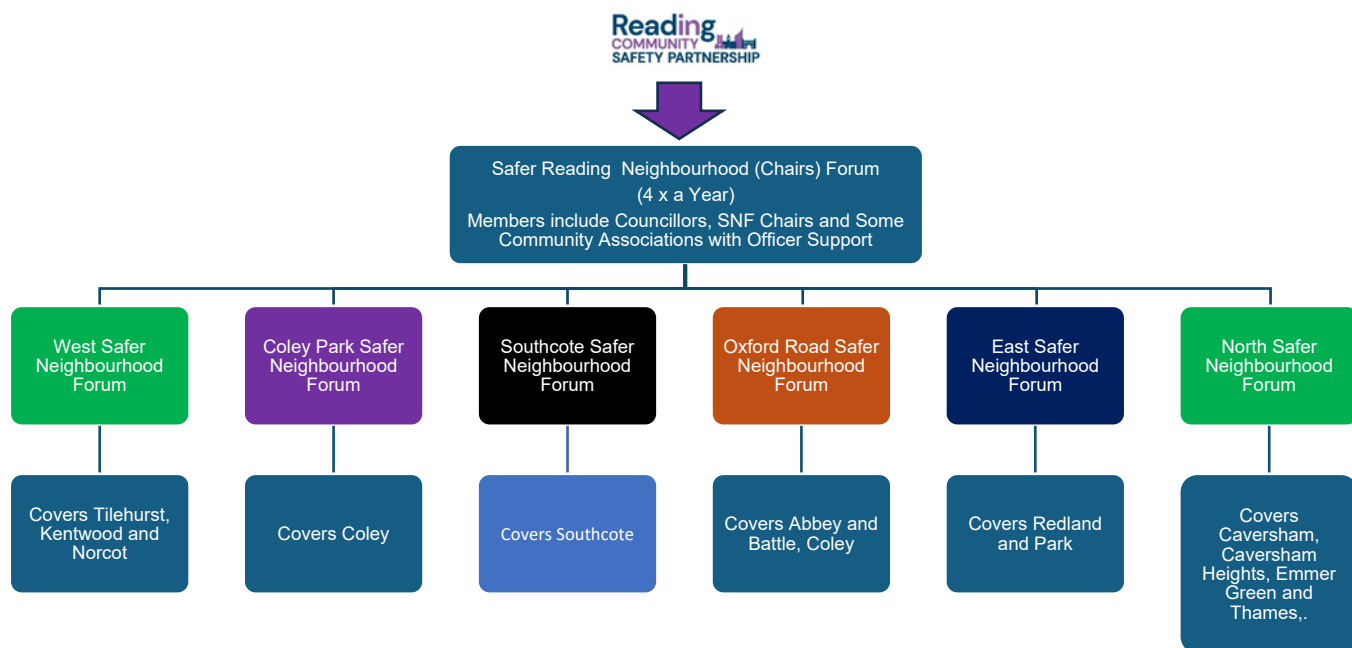 Reading
COMMUNITY
SAFETY PARTNERSHIP
Safer Reading  Neighbourhood (Chairs) Forum
(4 x a Year)
Members include Councillors, SNF Chairs and Some
Community Associations with Officer Support
West Safer
Neighbourhood
Forum
Coley Park Safer
Neighbourhood
Forum
Southcote Safer
Neighbourhood
Forum
Oxford Road Safer
Neighbourhood
Forum
East Safer
Neighbourhood
Forum
North Safer
Neighbourhood
Forum
Covers Tilehurst,
Kentwood and
Norcot
Covers Coley
Covers Southcote
Covers Abbey and
Battle, Coley
Covers Redland
and Park
Covers
Caversham,
Caversham
Heights, Emmer
Green and
Thames,.